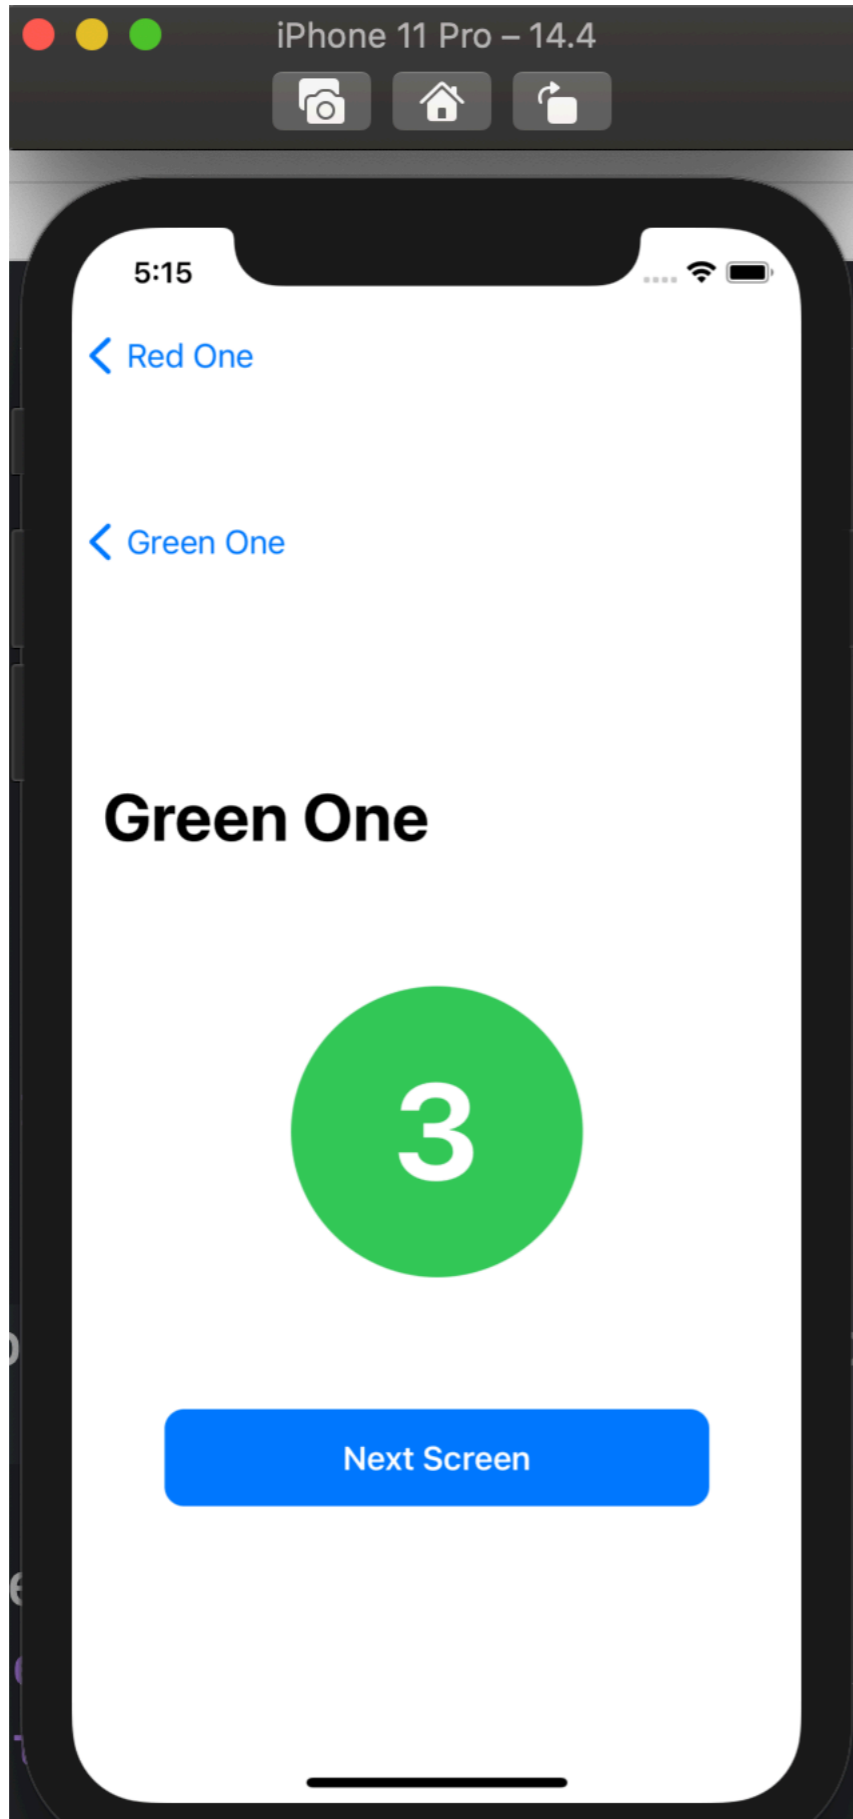 iPhone 11 Pro – 14.4
5:15
Red One
Green One
Green One
3
Next Screen